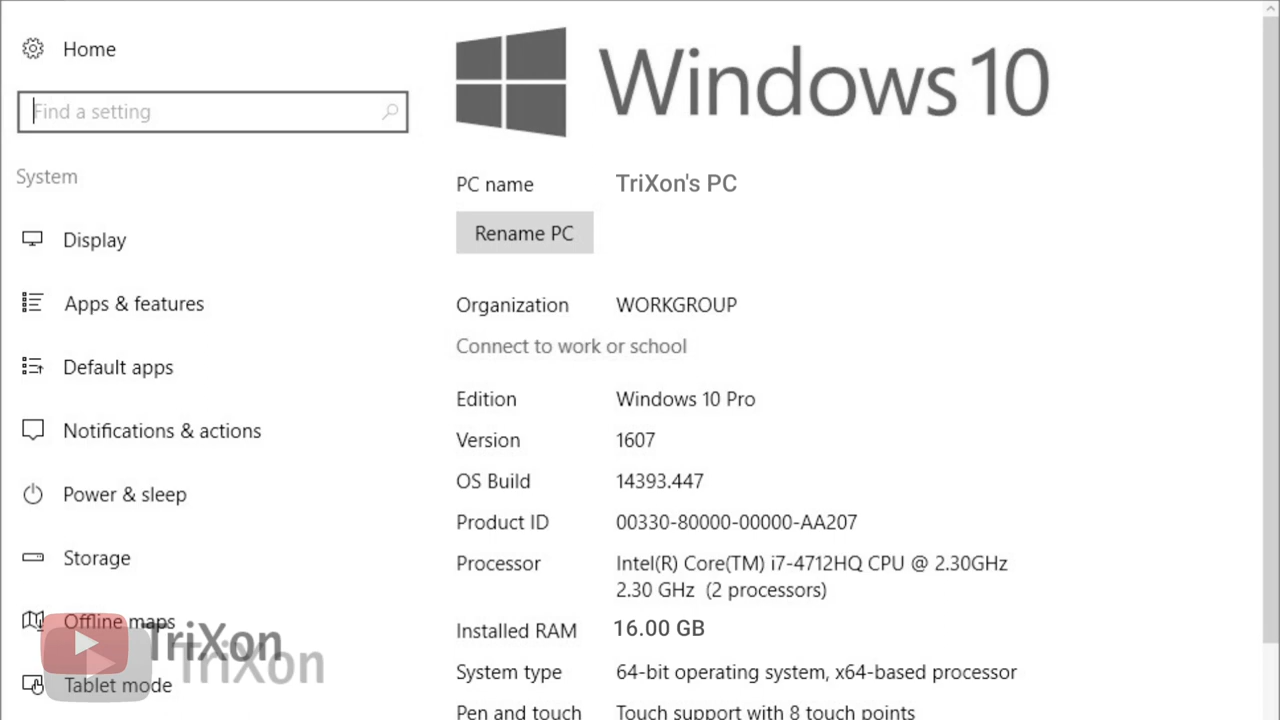 Home
Find a setting
System
Display
Apps & features
Default apps
Notifications & actions
Power & sleep
Storage
Offline maps
Tablet mode
TriXon
TriXon
Windows 10
PC name TriXon's PC
Rename PC
Organization WORKGROUP
Connect to work or school
Edition Windows 10 Pro
Version 1607
OS Build 14393.447
Product ID 00330-80000-00000-AA207
Processor Intel(R) Core(TM) i7-4712HQ CPU @ 2.30GHz
2.30 GHz (2 processors)
Installed RAM 16.00 GB
System type 64-bit operating system, x64-based processor
Pen and touch Touch support with 8 touch points